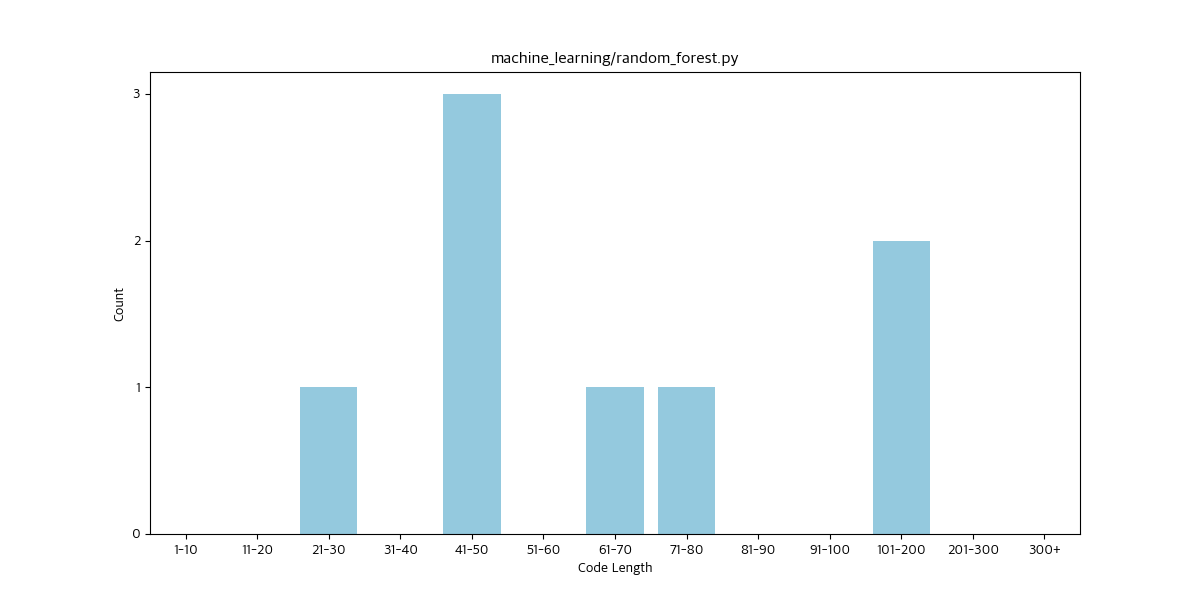 machine_learning/random_forest.py
3
2
1
0
Count
1-10 11-20 21-30 31-40 41-50 51-60 61-70 71-80 81-90 91-100 101-200 201-300 300+
Code Length